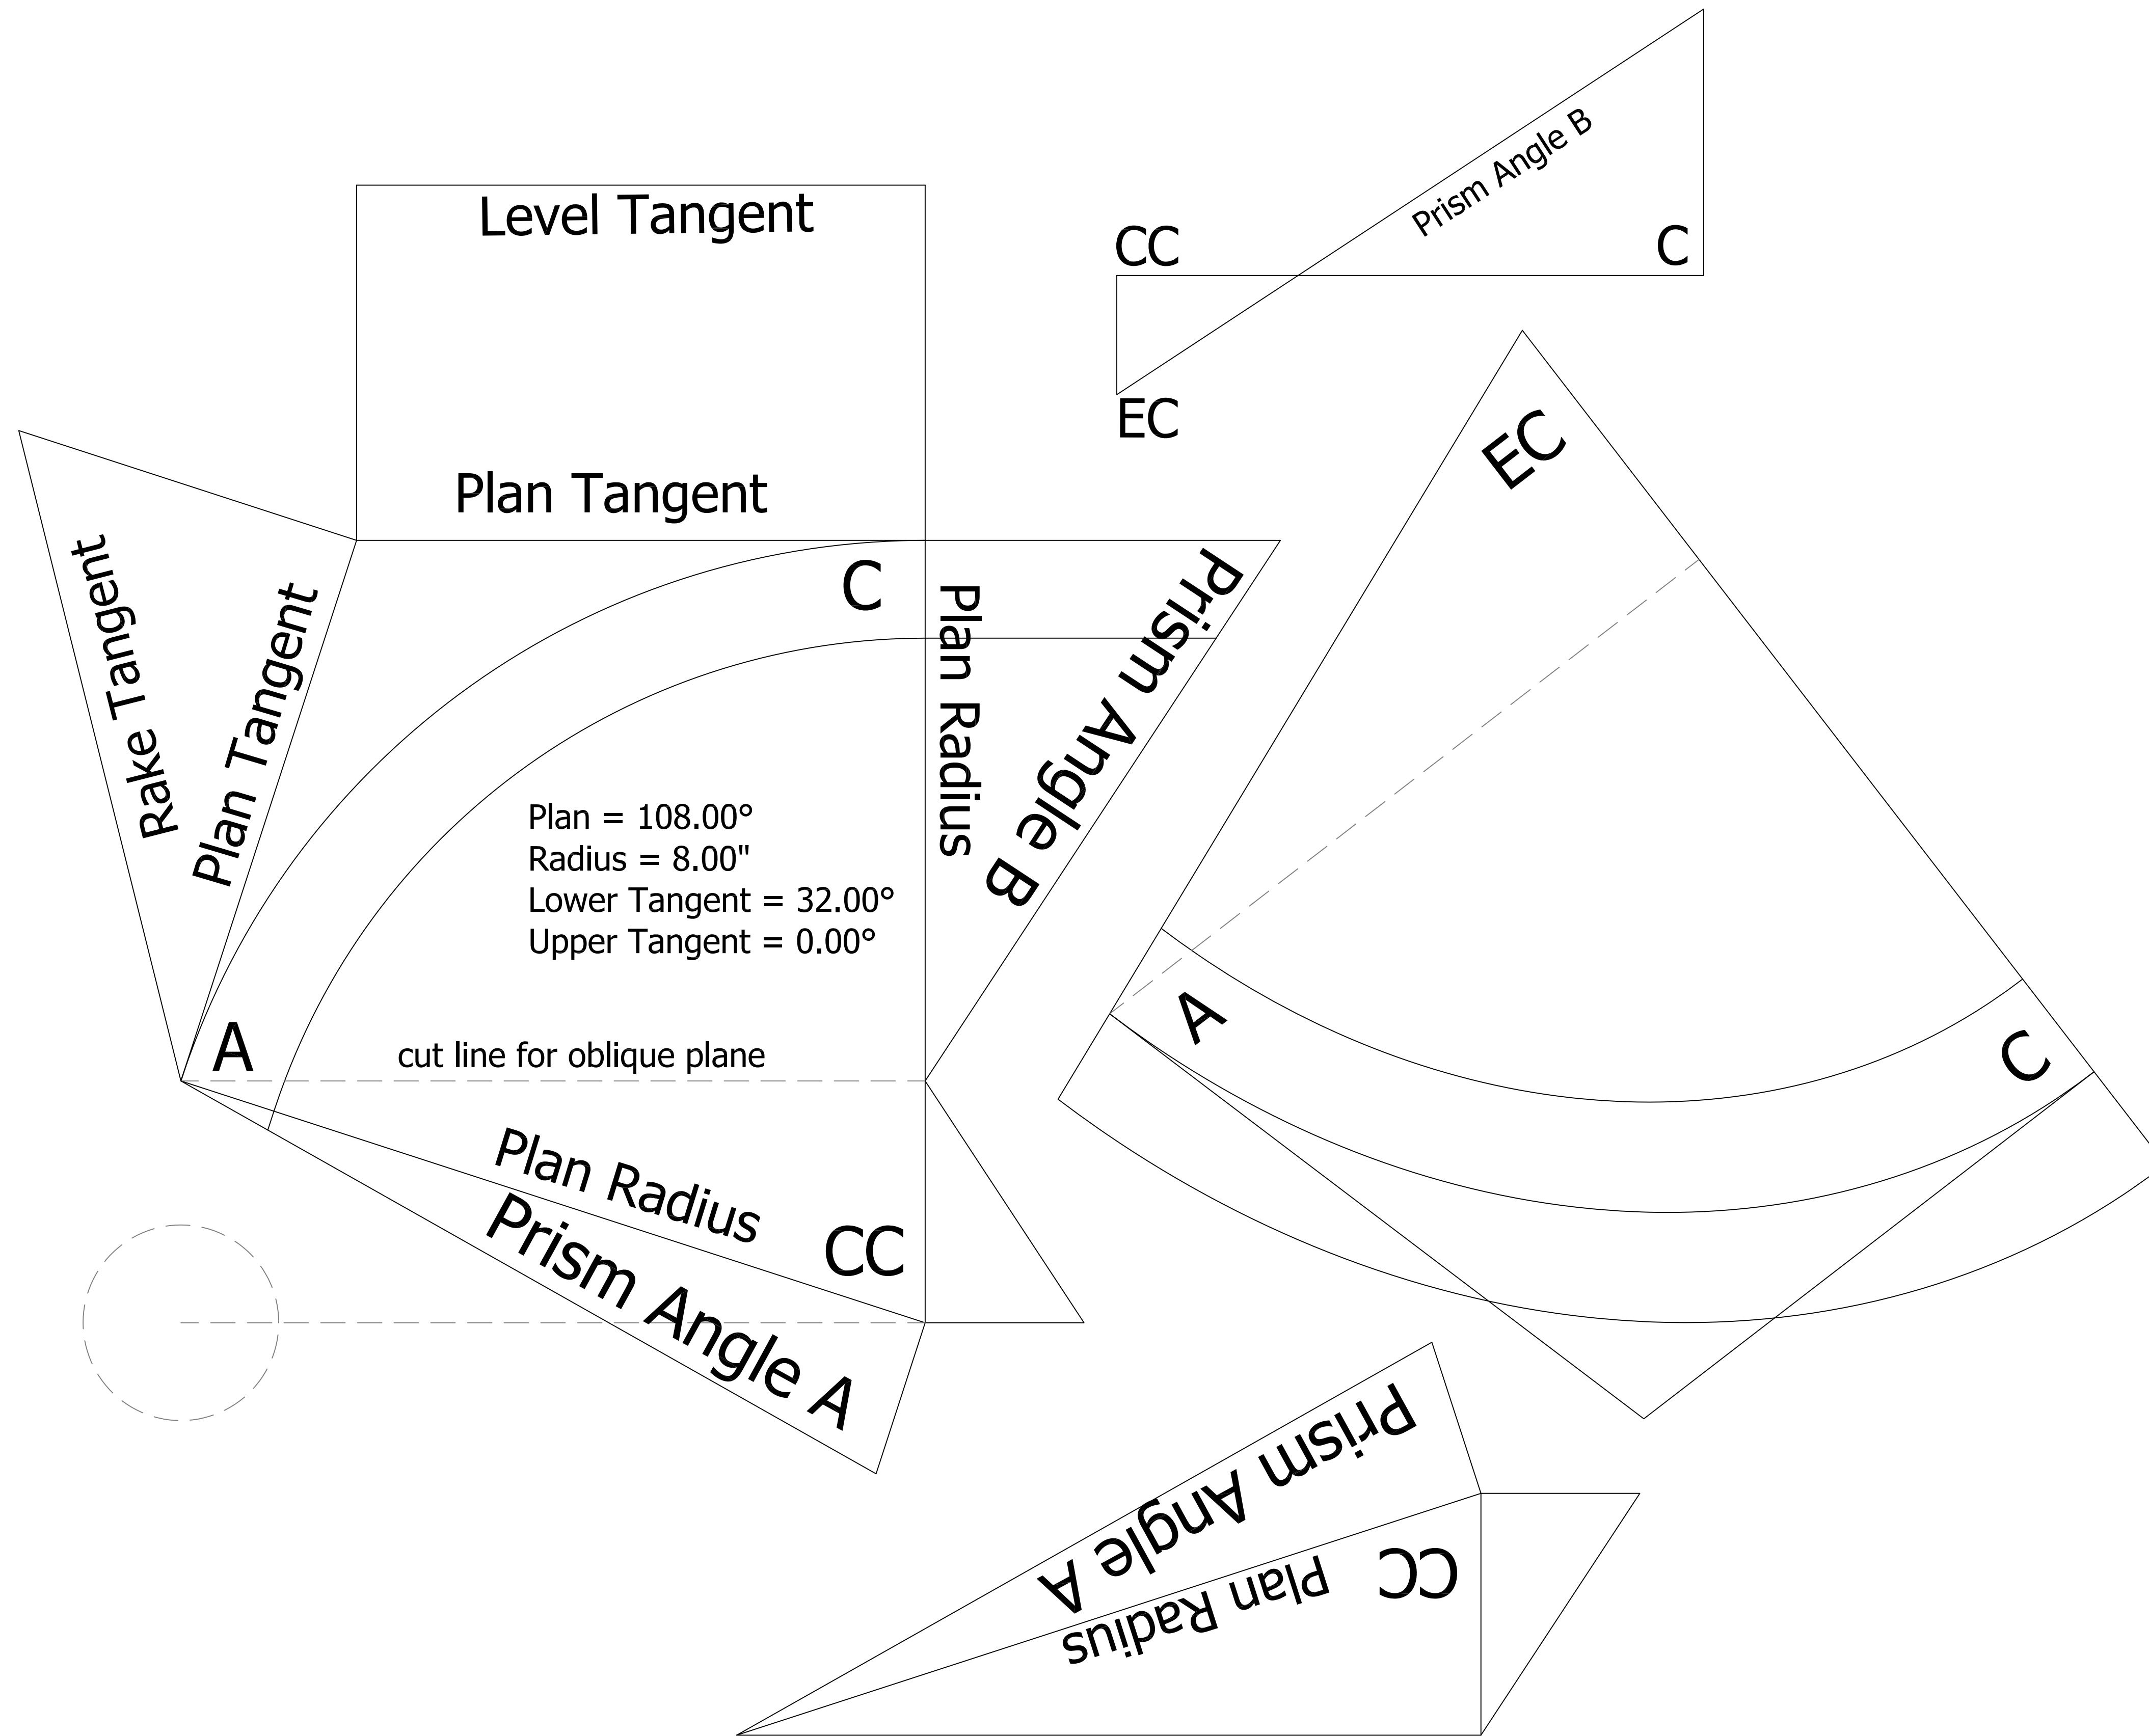 Level Tangent
Plan Tangent
Rake Tangent
Plan Tangent
C
Plan Radius
Prism Angle B
Plan = 108.00°
Radius = 8.00"
Lower Tangent = 32.00°
Upper Tangent = 0.00°
A
cut line for oblique plane
Plan Radius
CC
Prism Angle A
Prism Angle B
CC
C
EC
EC
A
C
Prism Angle A
Plan Radius
CC